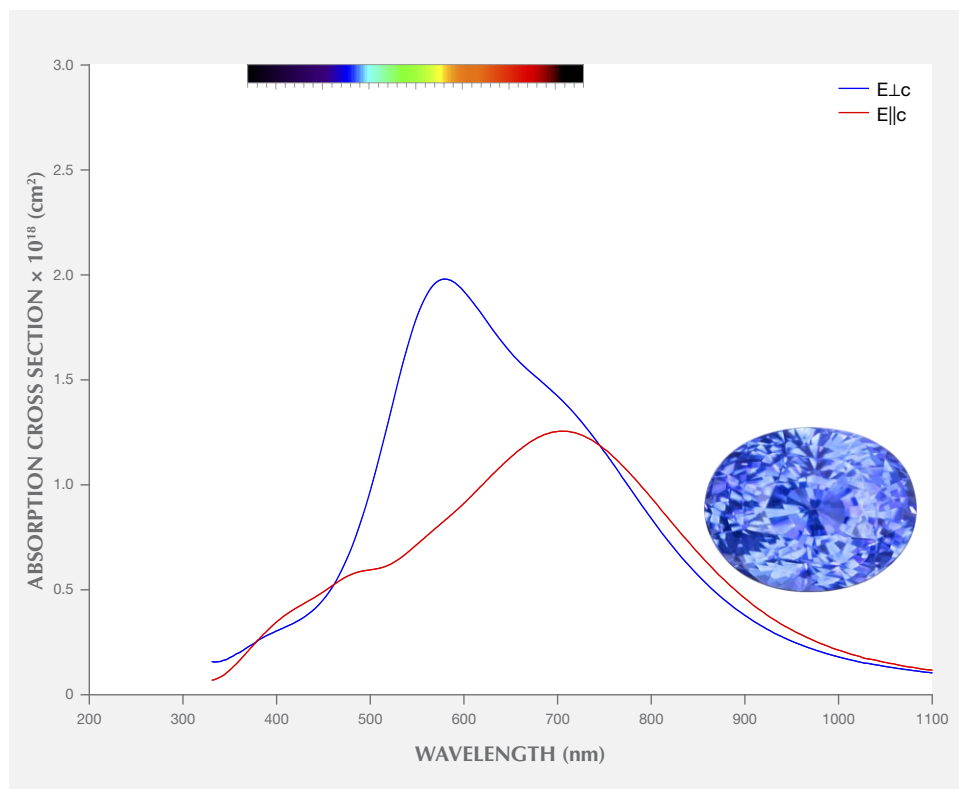 3.0
2.5
2.0
1.5
1.0
0.5
0
E⊥c
E||c
ABSORPTION CROSS SECTION × 10¹⁸ (cm²)
200 300 400 500 600 700 800 900 1000 1100
WAVELENGTH (nm)